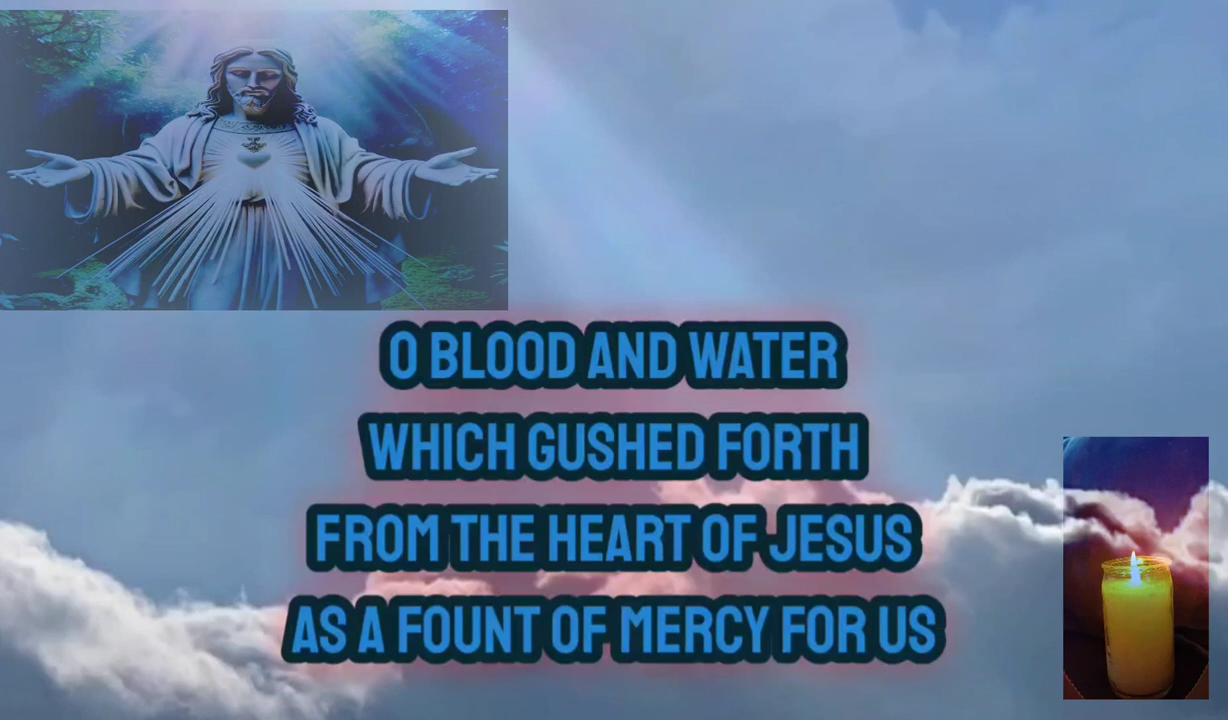 O BLOOD AND WATER
WHICH GUSHED FORTH
FROM THE HEART OF JESUS
AS A FOUNT OF MERCY FOR US